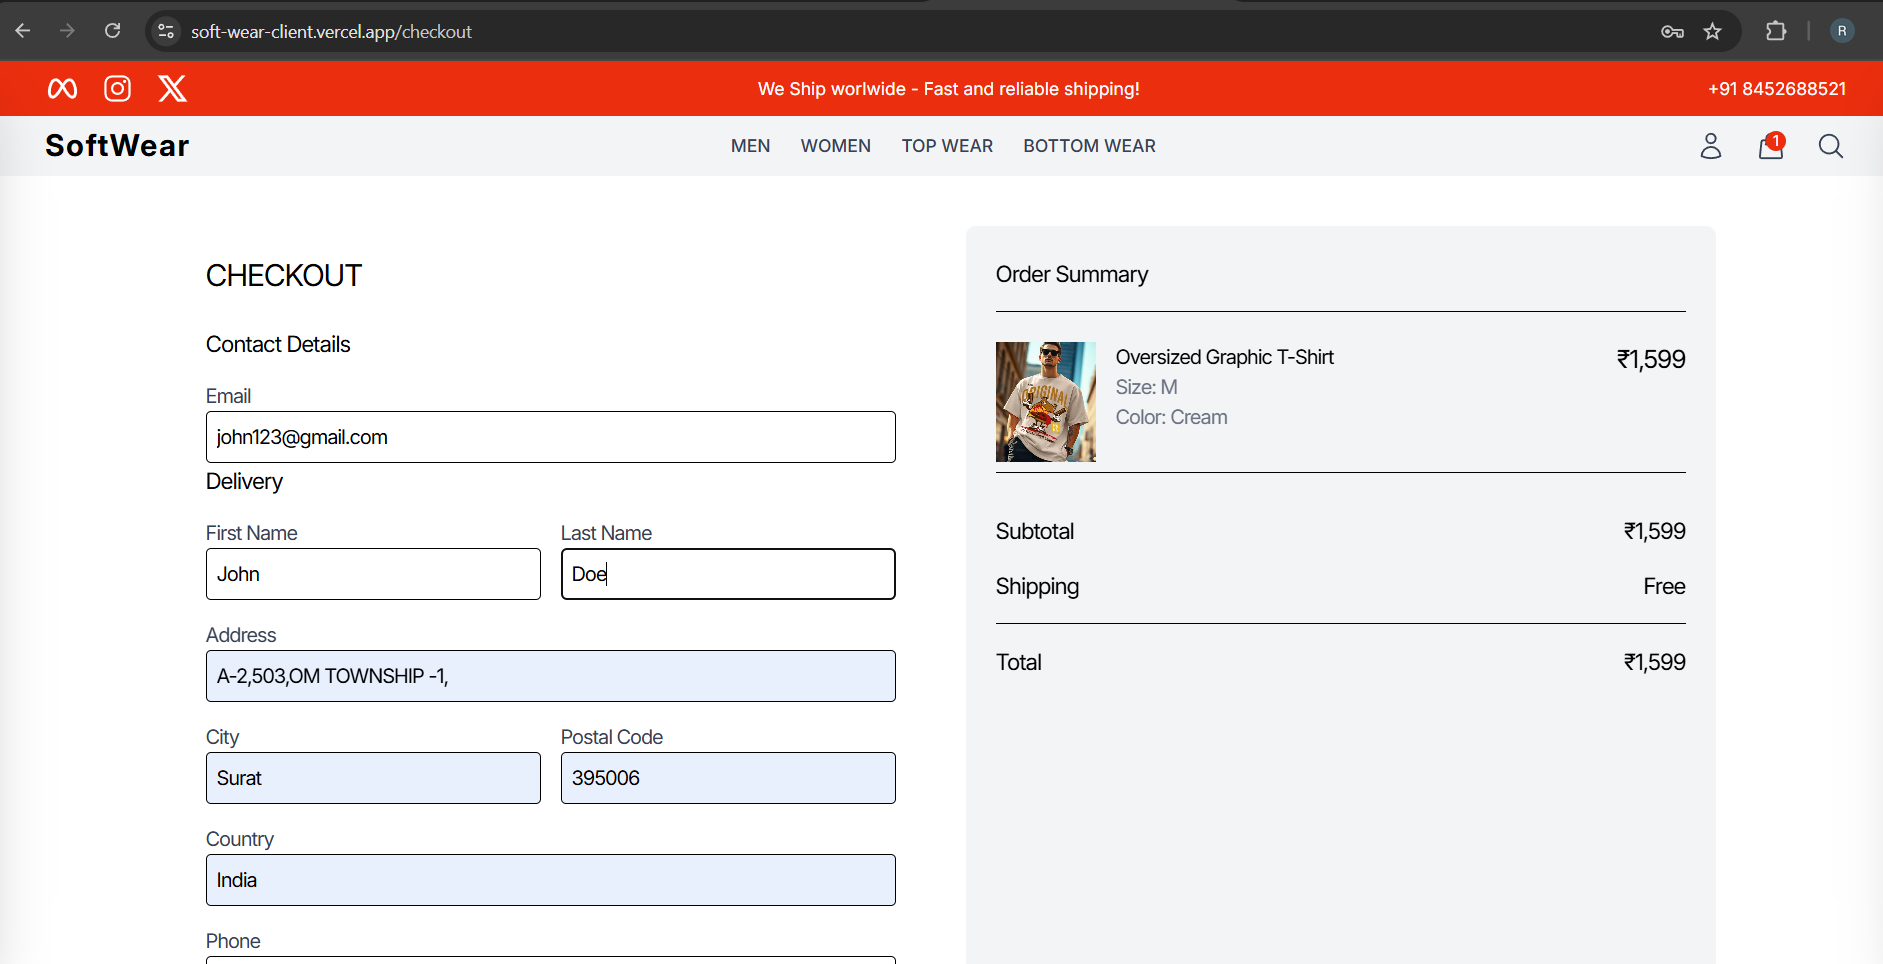 soft-wear-client.vercel.app/checkout
R
We Ship worlwide - Fast and reliable shipping!
+91 8452688521
SoftWear
MEN
WOMEN
TOP WEAR
BOTTOM WEAR
1
CHECKOUT
Contact Details
Email
john123@gmail.com
Delivery
First Name
Last Name
John
Doe
Address
A-2,503,OM TOWNSHIP -1,
City
Postal Code
Surat
395006
Country
India
Phone
Order Summary
ORIGINAL
Oversized Graphic T-Shirt
₹1,599
Size: M
Color: Cream
Subtotal
₹1,599
Shipping
Free
Total
₹1,599